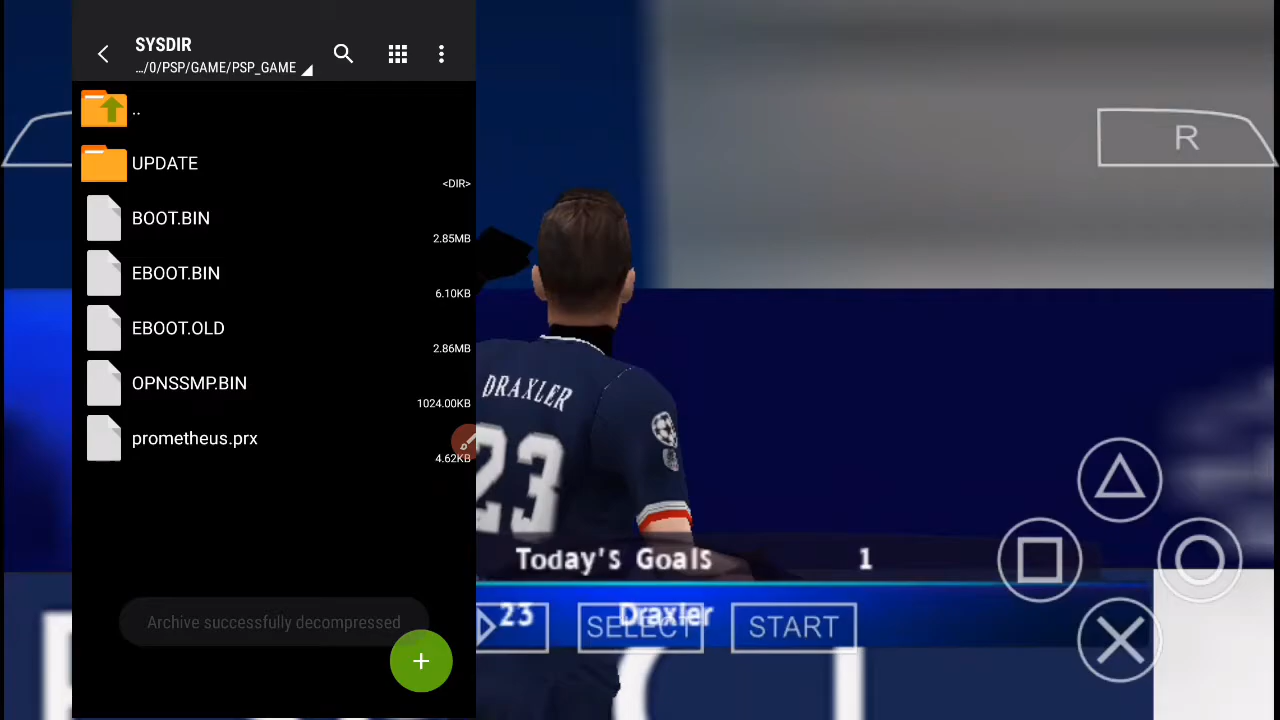 SYSDIR
.../0/PSP/GAME/PSP_GAME
..
UPDATE
<DIR>
BOOT.BIN
2.85MB
EBOOT.BIN
6.10KB
EBOOT.OLD
2.86MB
OPNSSMP.BIN
1024.00KB
prometheus.prx
4.62KB
Archive successfully decompressed
+
R
DRAXLER
23
Today's Goals 1
23 Draxler
SELECT START